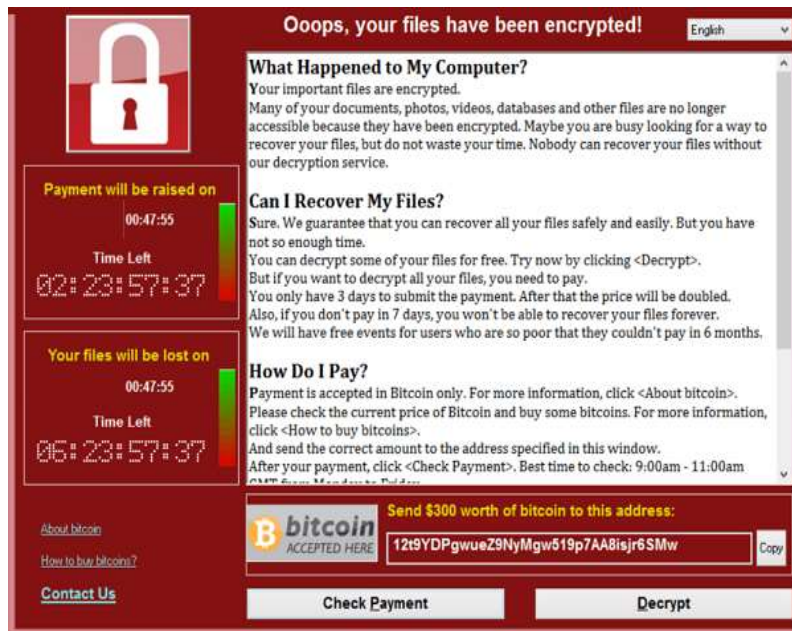 Ooops, your files have been encrypted!
English
What Happened to My Computer?
Your important files are encrypted.
Many of your documents, photos, videos, databases and other files are no longer
accessible because they have been encrypted. Maybe you are busy looking for a way to
recover your files, but do not waste your time. Nobody can recover your files without
our decryption service.
Can I Recover My Files?
Sure. We guarantee that you can recover all your files safely and easily. But you have
not so enough time.
You can decrypt some of your files for free. Try now by clicking <Decrypt>.
But if you want to decrypt all your files, you need to pay.
You only have 3 days to submit the payment. After that the price will be doubled.
Also, if you don't pay in 7 days, you won't be able to recover your files forever.
We will have free events for users who are so poor that they couldn't pay in 6 months.
How Do I Pay?
Payment is accepted in Bitcoin only. For more information, click <About bitcoin>.
Please check the current price of Bitcoin and buy some bitcoins. For more information,
click <How to buy bitcoins>.
And send the correct amount to the address specified in this window.
After your payment, click <Check Payment>. Best time to check: 9:00am - 11:00am
GMT from Monday to Friday
Payment will be raised on
00:47:55
Time Left
02:23:57:37
Your files will be lost on
00:47:55
Time Left
06:23:57:37
About bitcoin
How to buy bitcoins?
Contact Us
bitcoin
ACCEPTED HERE
Send $300 worth of bitcoin to this address:
12t9YDPgwueZ9NyMgw519p7AA8isjr6SMw
Copy
Check Payment
Decrypt